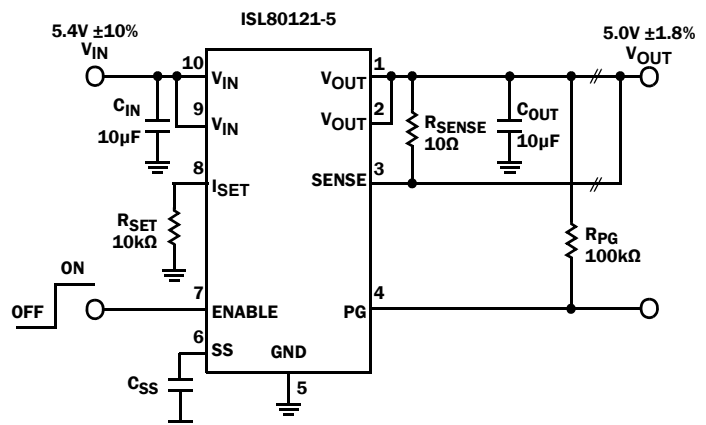 ISL80121-5
5.4V ±10%
VIN
5.0V ±1.8%
VOUT
10
VIN
1
VOUT
CIN
10µF
9
VIN
2
VOUT
RSENSE
10Ω
COUT
10µF
8
ISET
3
SENSE
RSET
10kΩ
RPG
100kΩ
ON
OFF
7
ENABLE
4
PG
6
SS
GND
CSS
5